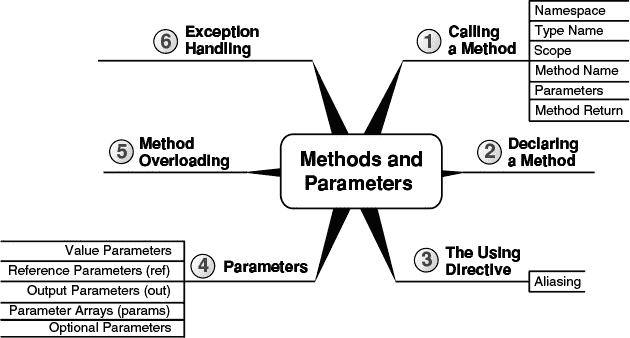 Methods and
Parameters
1
Calling
a Method
Namespace
Type Name
Scope
Method Name
Parameters
Method Return
2
Declaring
a Method
3
The Using
Directive
Aliasing
4
Parameters
Value Parameters
Reference Parameters (ref)
Output Parameters (out)
Parameter Arrays (params)
Optional Parameters
5
Method
Overloading
6
Exception
Handling